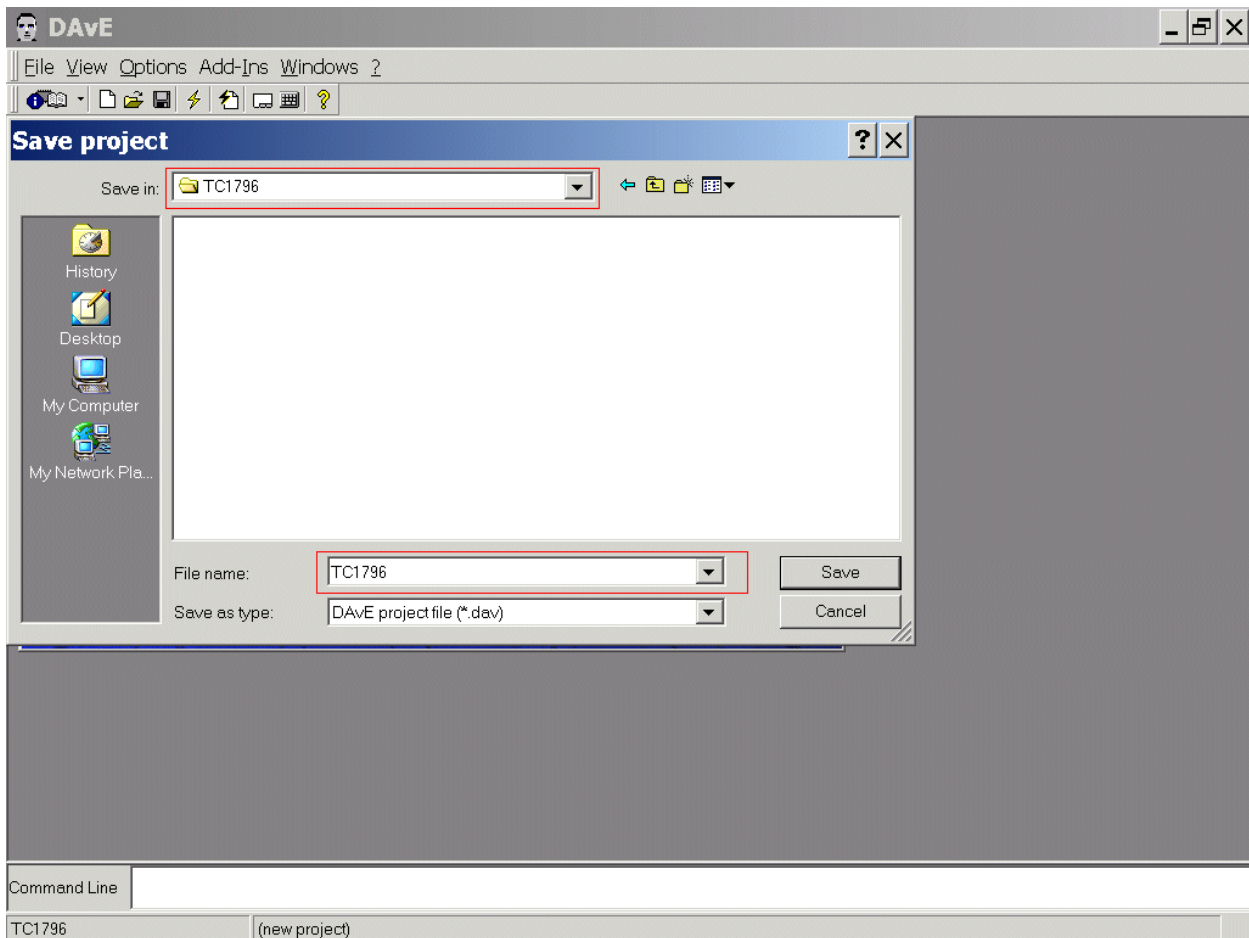 DAvE
File View Options Add-Ins Windows ?
Save project
Save in: TC1796
History
Desktop
My Computer
My Network Pla...
File name: TC1796 Save
Save as type: DAvE project file (*.dav) Cancel
Command Line
TC1796 (new project)